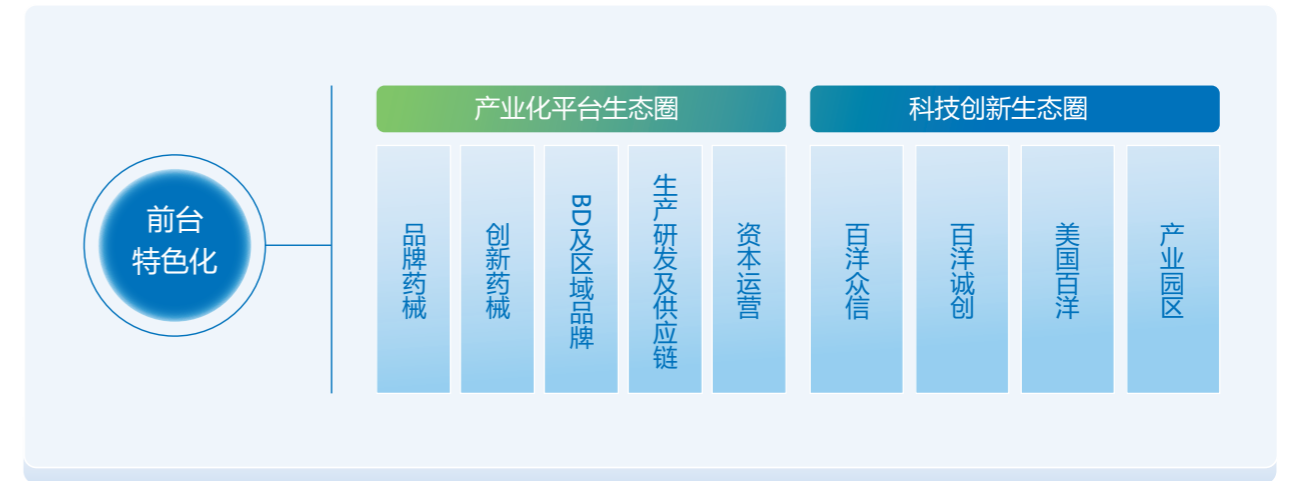 前台
特色化
产业化平台生态圈
品牌药械
创新药械
BD及区域品牌
生产研发及供应链
资本运营
科技创新生态圈
百洋众信
百洋诚创
美国百洋
产业园区